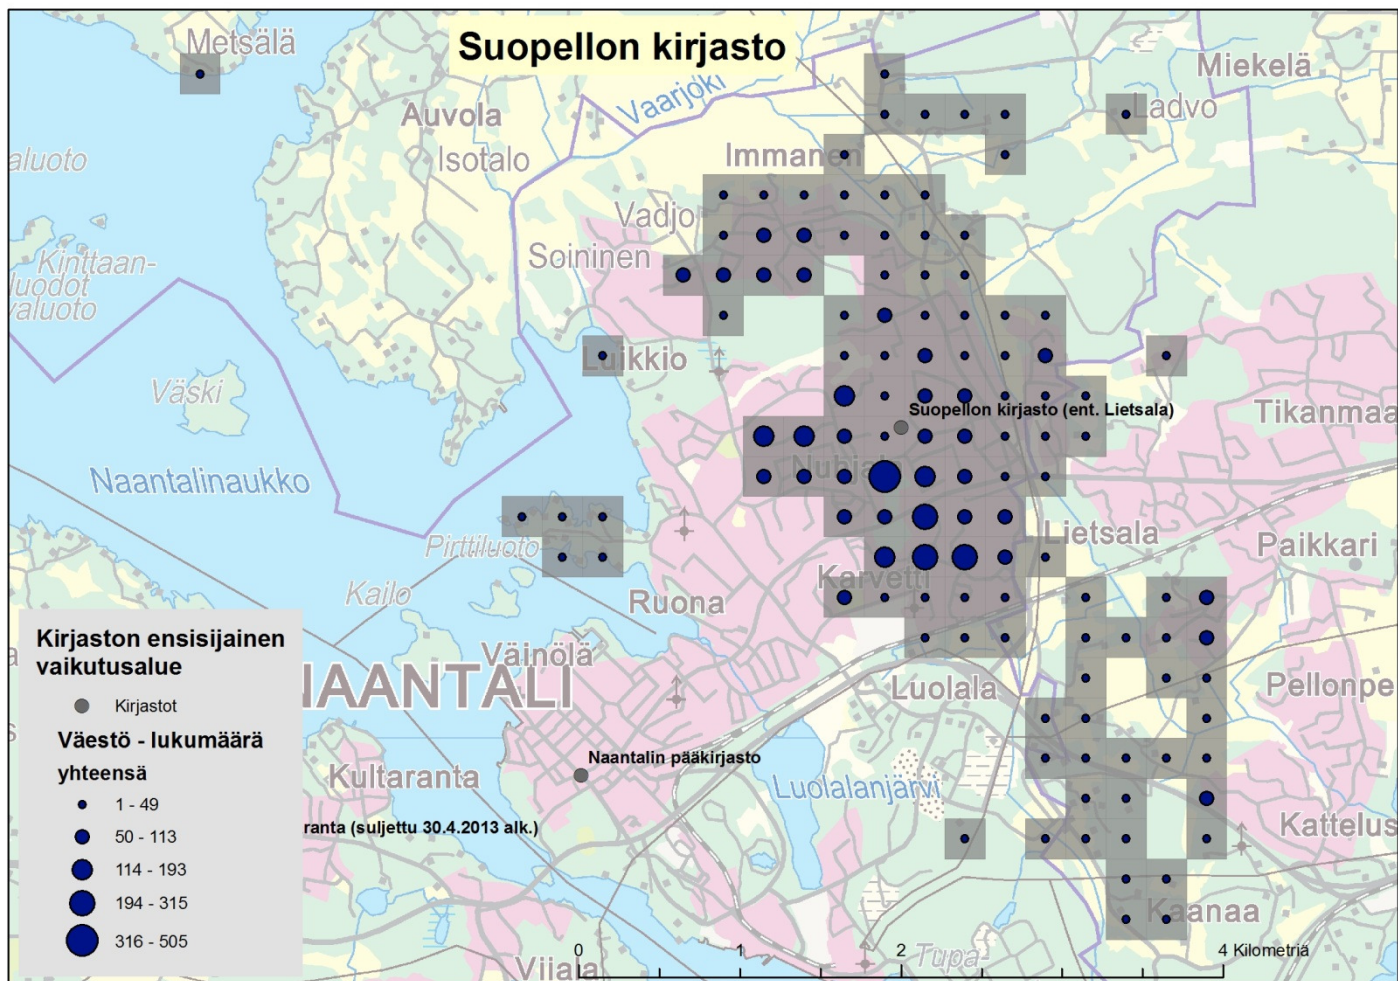 Suopellon kirjasto
Metsälä
Miekelä
Ladvo
Vaarjoki
Auvola
Isotalo
Immanen
aluoto
Vadjo
Soininen
Kinttaan-
luodot
valuoto
Luikkio
Väski
Suopellon kirjasto (ent. Lietsala)
Tikanmaa
Naantalinaukko
Nuhjala
Pirttiluoto
Lietsala
Paikkari
Kailo
Karvetti
Ruona
Väinölä
NAANTALI
Luolala
Pellonpe
Naantalin pääkirjasto
Kultaranta
Luolalanjärvi
ranta (suljettu 30.4.2013 alk.)
Kattelus
Kaanaa
Tupa
Viiala
Kirjaston ensisijainen
vaikutusalue
Kirjastot
Väestö - lukumäärä
yhteensä
1 - 49
50 - 113
114 - 193
194 - 315
316 - 505
0 1 2 4 Kilometriä